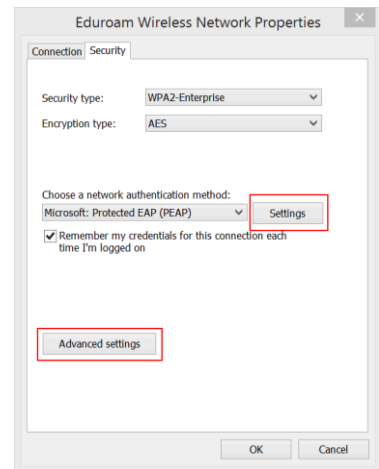 Eduroam Wireless Network Properties
Connection Security
Security type: WPA2-Enterprise
Encryption type: AES
Choose a network authentication method:
Microsoft: Protected EAP (PEAP) Settings
Remember my credentials for this connection each
time I'm logged on
Advanced settings
OK Cancel